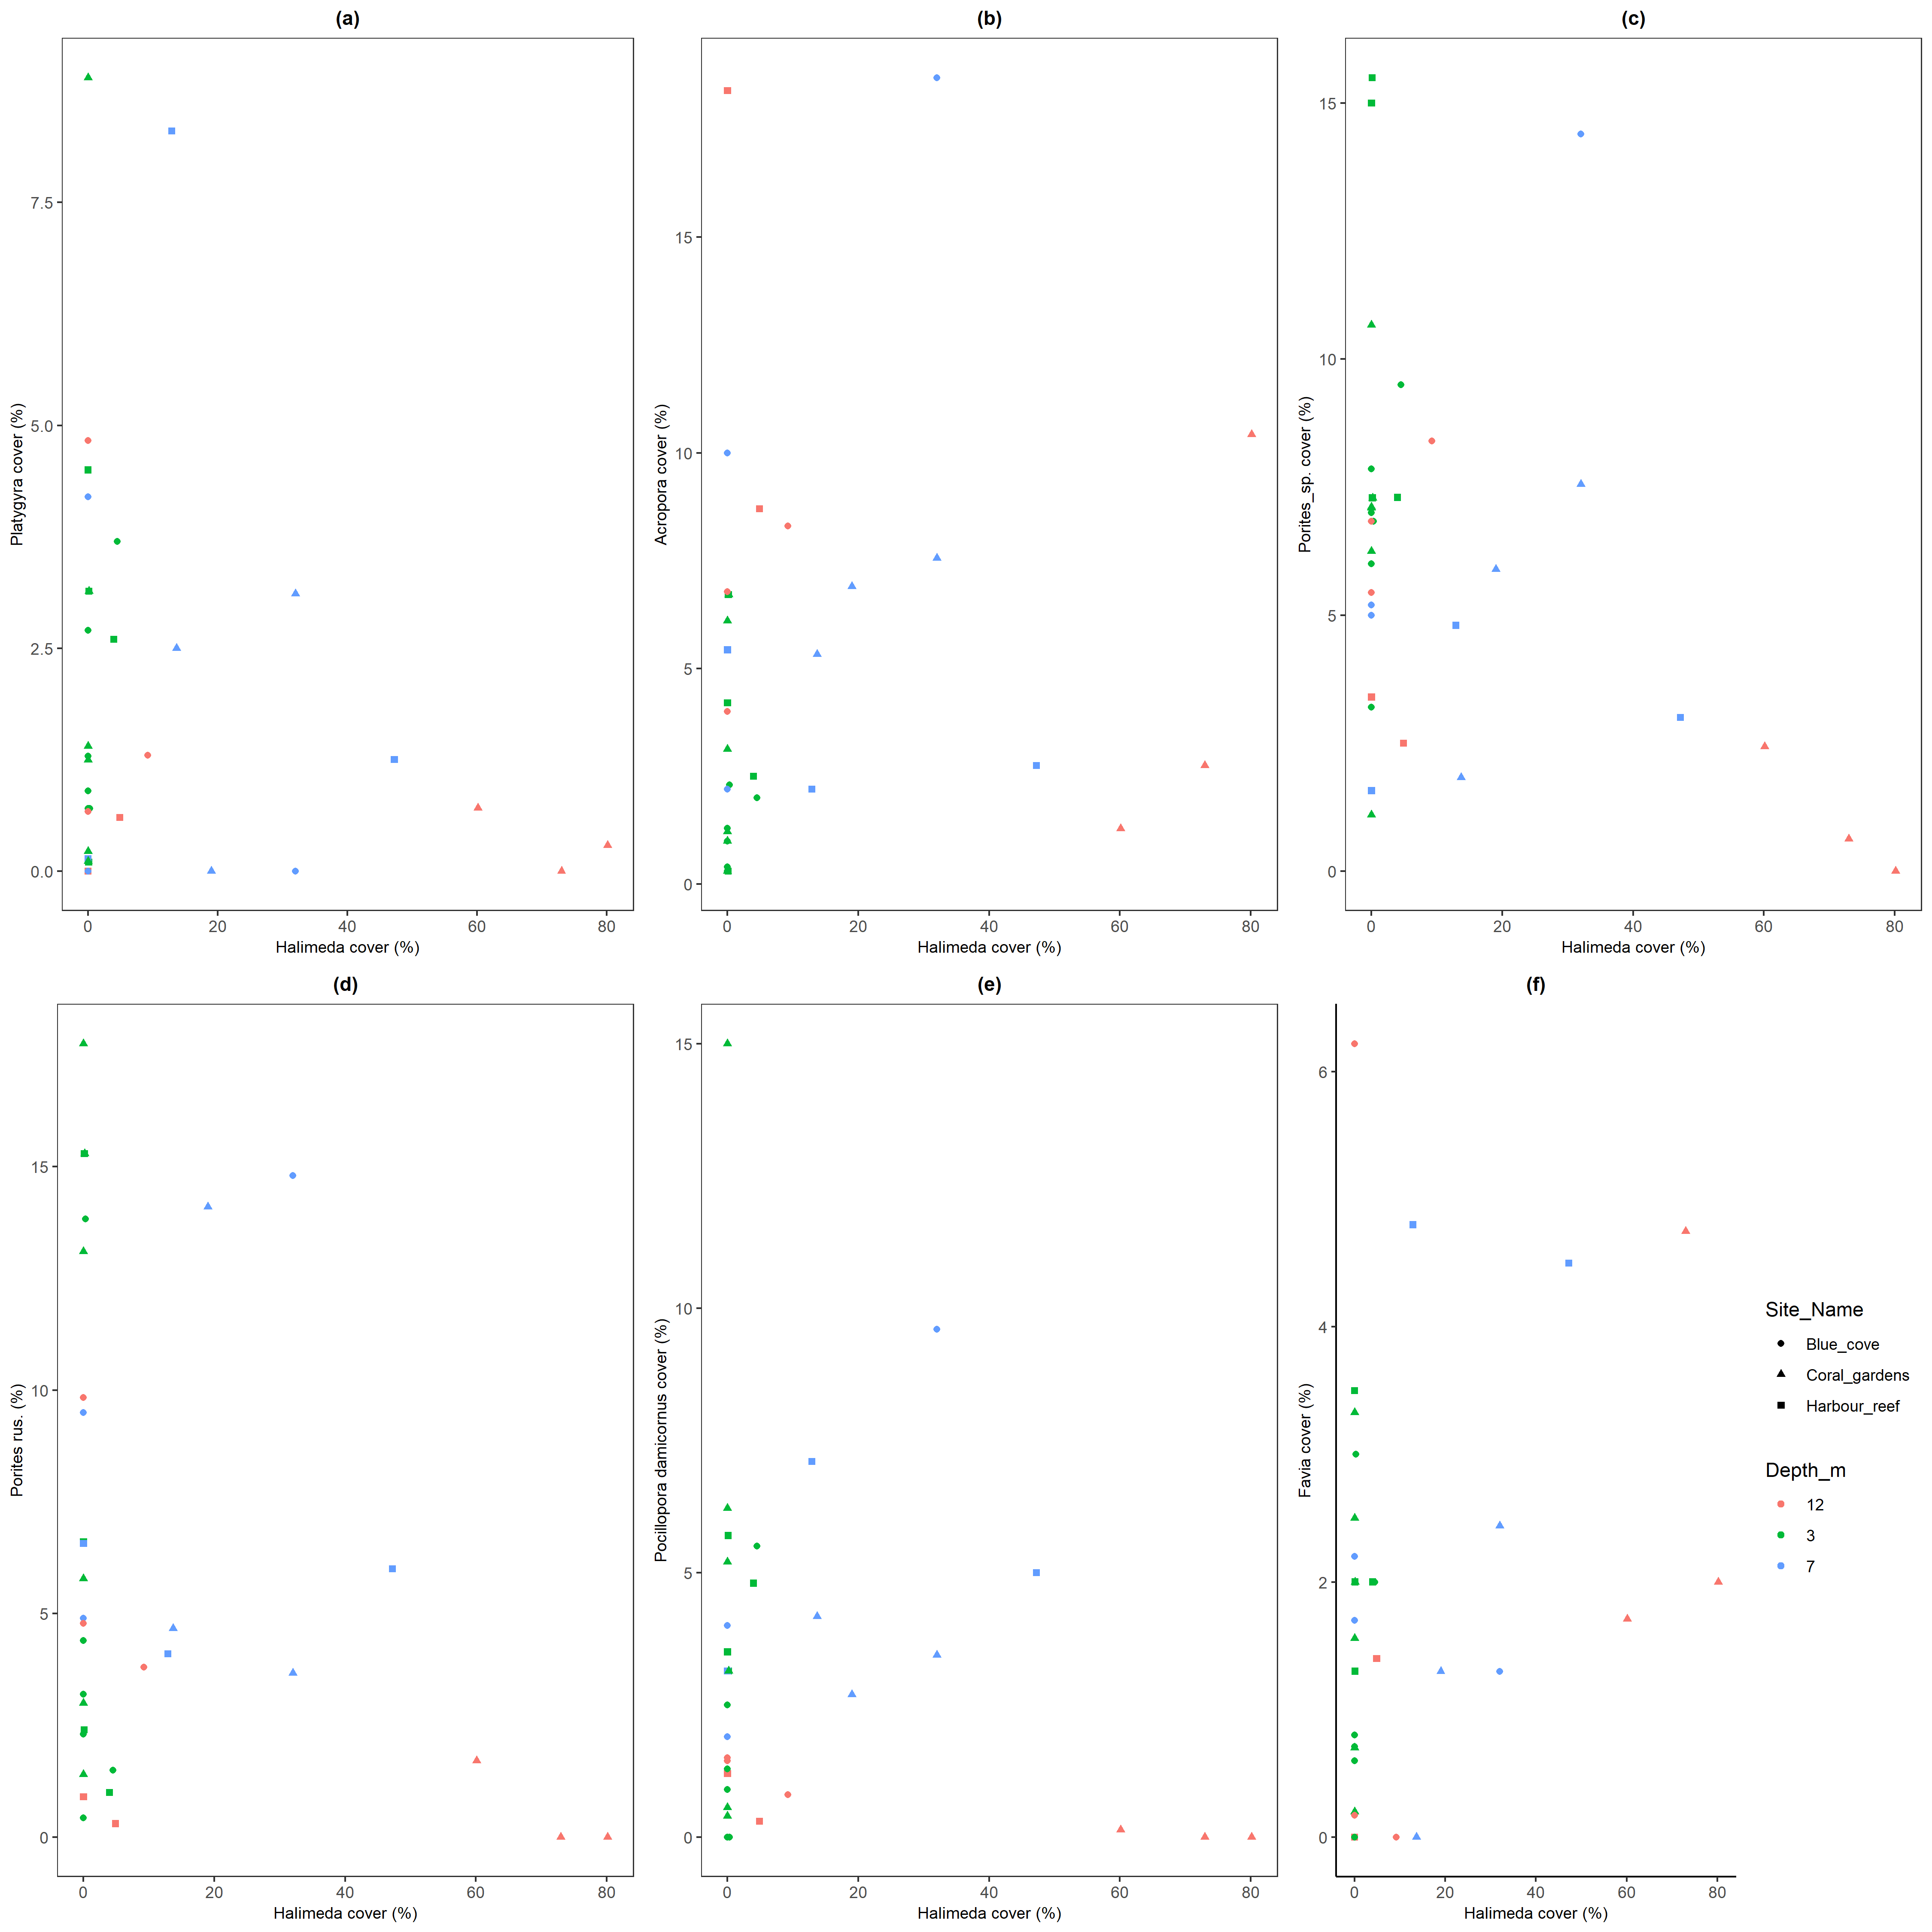 (a)
7.5
5.0
2.5
0.0
Platygyra cover (%)
0 20 40 60 80
Halimeda cover (%)
(b)
15
10
5
0
Acropora cover (%)
0 20 40 60 80
Halimeda cover (%)
(c)
15
10
5
0
Porites_sp. cover (%)
0 20 40 60 80
Halimeda cover (%)
(d)
15
10
5
0
Porites rus. (%)
0 20 40 60 80
Halimeda cover (%)
(e)
15
10
5
0
Pocillopora damicornus cover (%)
0 20 40 60 80
Halimeda cover (%)
(f)
6
4
2
0
Favia cover (%)
0 20 40 60 80
Halimeda cover (%)
Site_Name
Blue_cove
Coral_gardens
Harbour_reef
Depth_m
12
3
7